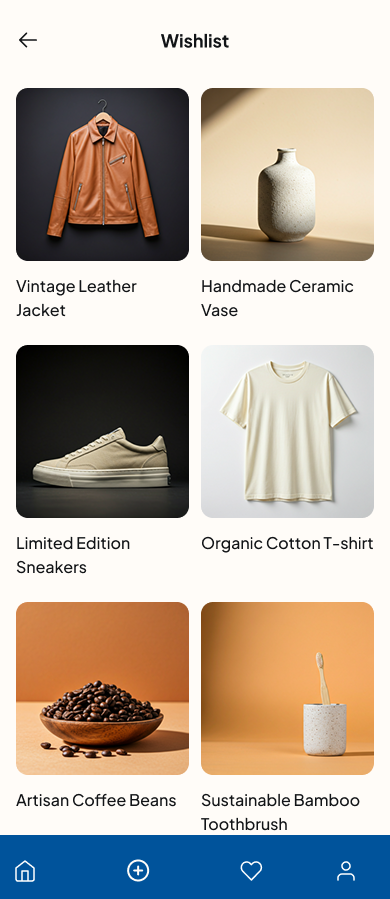 Wishlist
Vintage Leather
Jacket
Handmade Ceramic
Vase
Limited Edition
Sneakers
Organic Cotton T-shirt
Artisan Coffee Beans
Sustainable Bamboo
Toothbrush